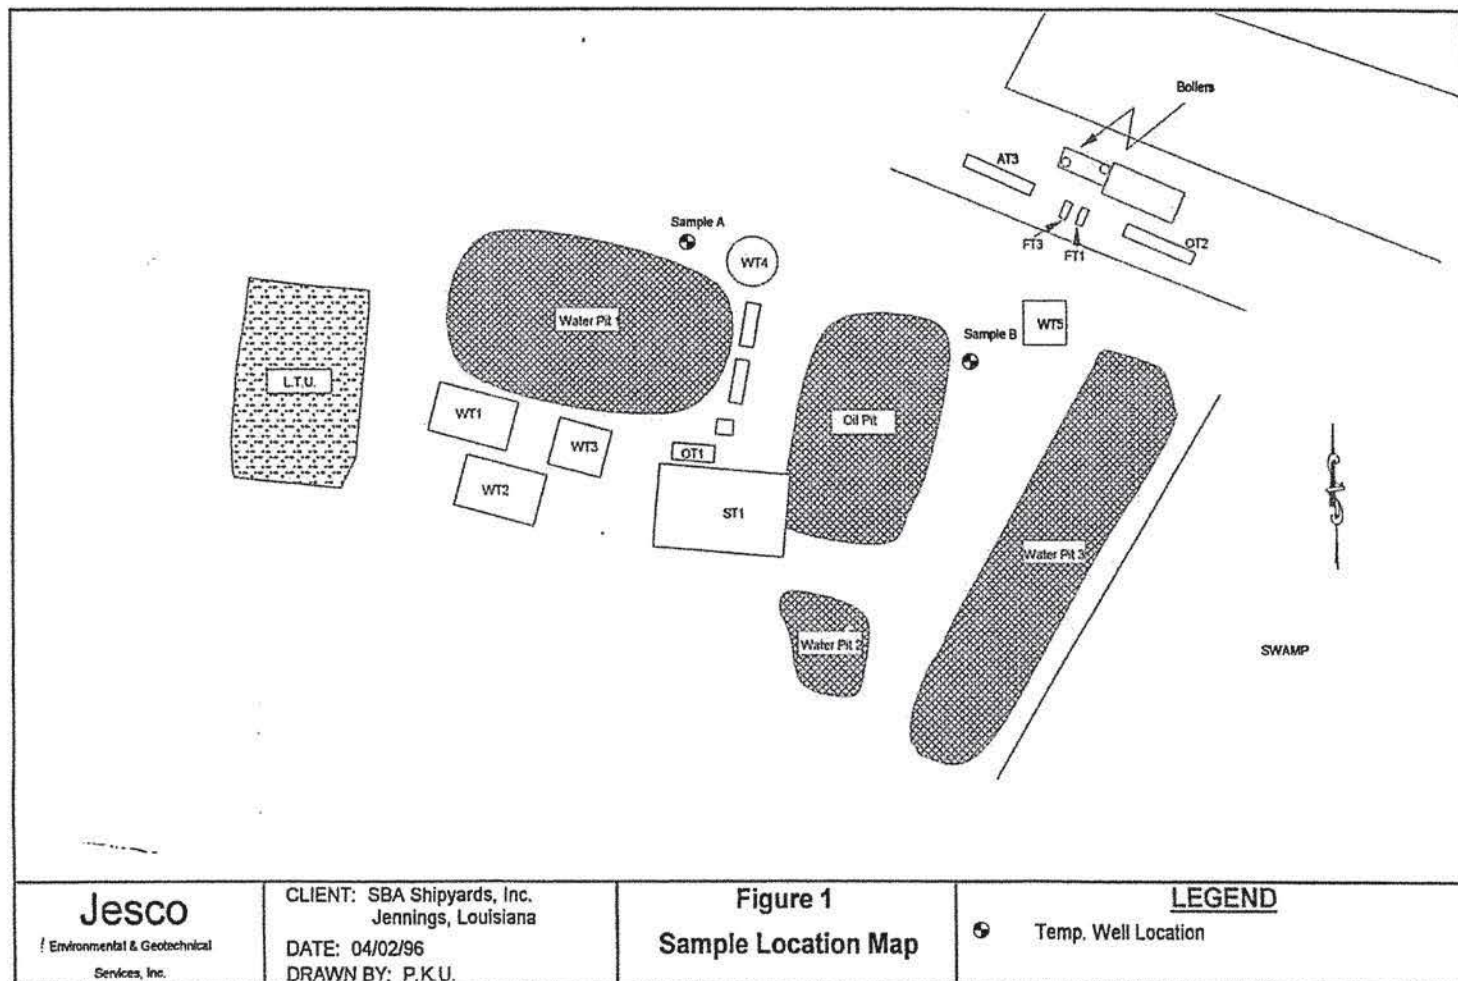 Boilers
AT3
Sample A
FT3
FT1
OT2
WT4
Water Pit 1
Sample B
WT5
L.T.U.
WT1
WT3
Oil Pit
OT1
WT2
ST1
Water Pit 3
Water Pit 2
SWAMP
Jesco
Environmental & Geotechnical
Services, Inc.
CLIENT: SBA Shipyards, Inc.
Jennings, Louisiana
DATE: 04/02/96
DRAWN BY: P.K.U.
Figure 1
Sample Location Map
LEGEND
Temp. Well Location